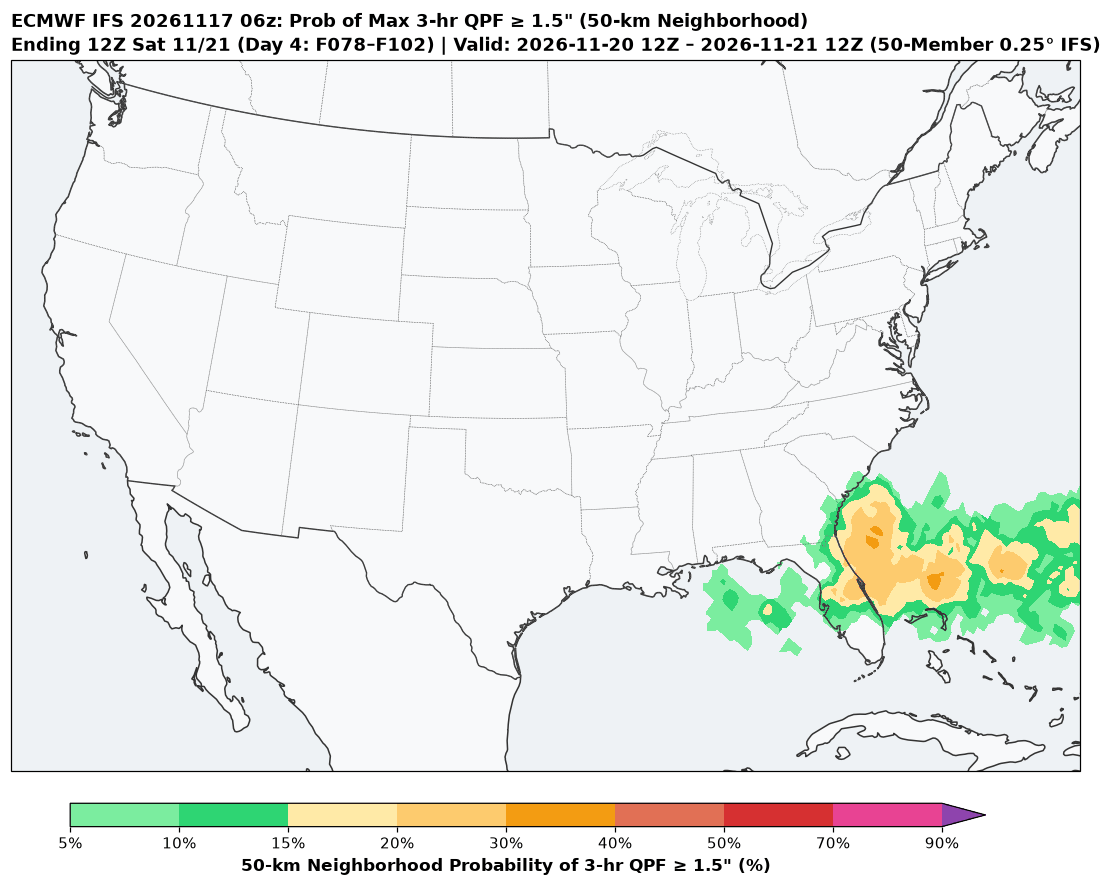 ECMWF IFS 20261117 06z: Prob of Max 3-hr QPF ≥ 1.5" (50-km Neighborhood)
Ending 12Z Sat 11/21 (Day 4: F078–F102) | Valid: 2026-11-20 12Z – 2026-11-21 12Z (50-Member 0.25° IFS)
5% 10% 15% 20% 30% 40% 50% 70% 90%
50-km Neighborhood Probability of 3-hr QPF ≥ 1.5" (%)